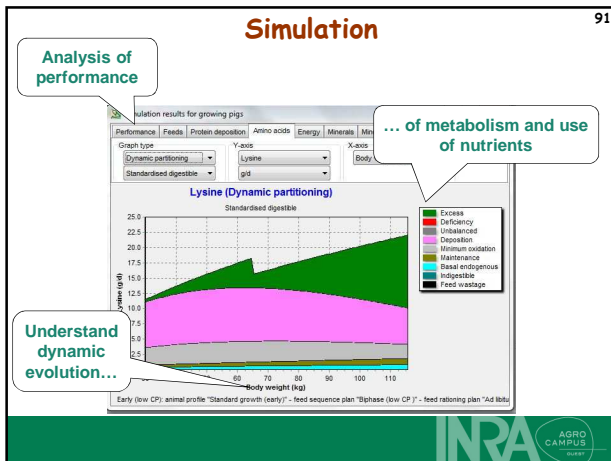 Simulation
91
Analysis of
performance
Simulation results for growing pigs
Performance Feeds Protein deposition Amino acids Energy Minerals
… of metabolism and use
of nutrients
Graph type
Y-axis
X-axis
Dynamic partitioning
Lysine
Body
Standardised digestible
g/d
Lysine (Dynamic partitioning)
Standardised digestible
25.0
22.5
20.0
17.5
15.0
12.5
10.0
7.5
5.0
2.5
Lysine (g/d)
Excess
Deficiency
Unbalanced
Deposition
Minimum oxidation
Maintenance
Basal endogenous
Indigestible
Feed wastage
Understand
dynamic
evolution…
60 70 80 90 100 110
Body weight (kg)
Early (low CP): animal profile "Standard growth (early)" - feed sequence plan "Biphase (low CP )" - feed rationing plan "Ad libitu
INRA
AGRO
CAMPUS
OUEST